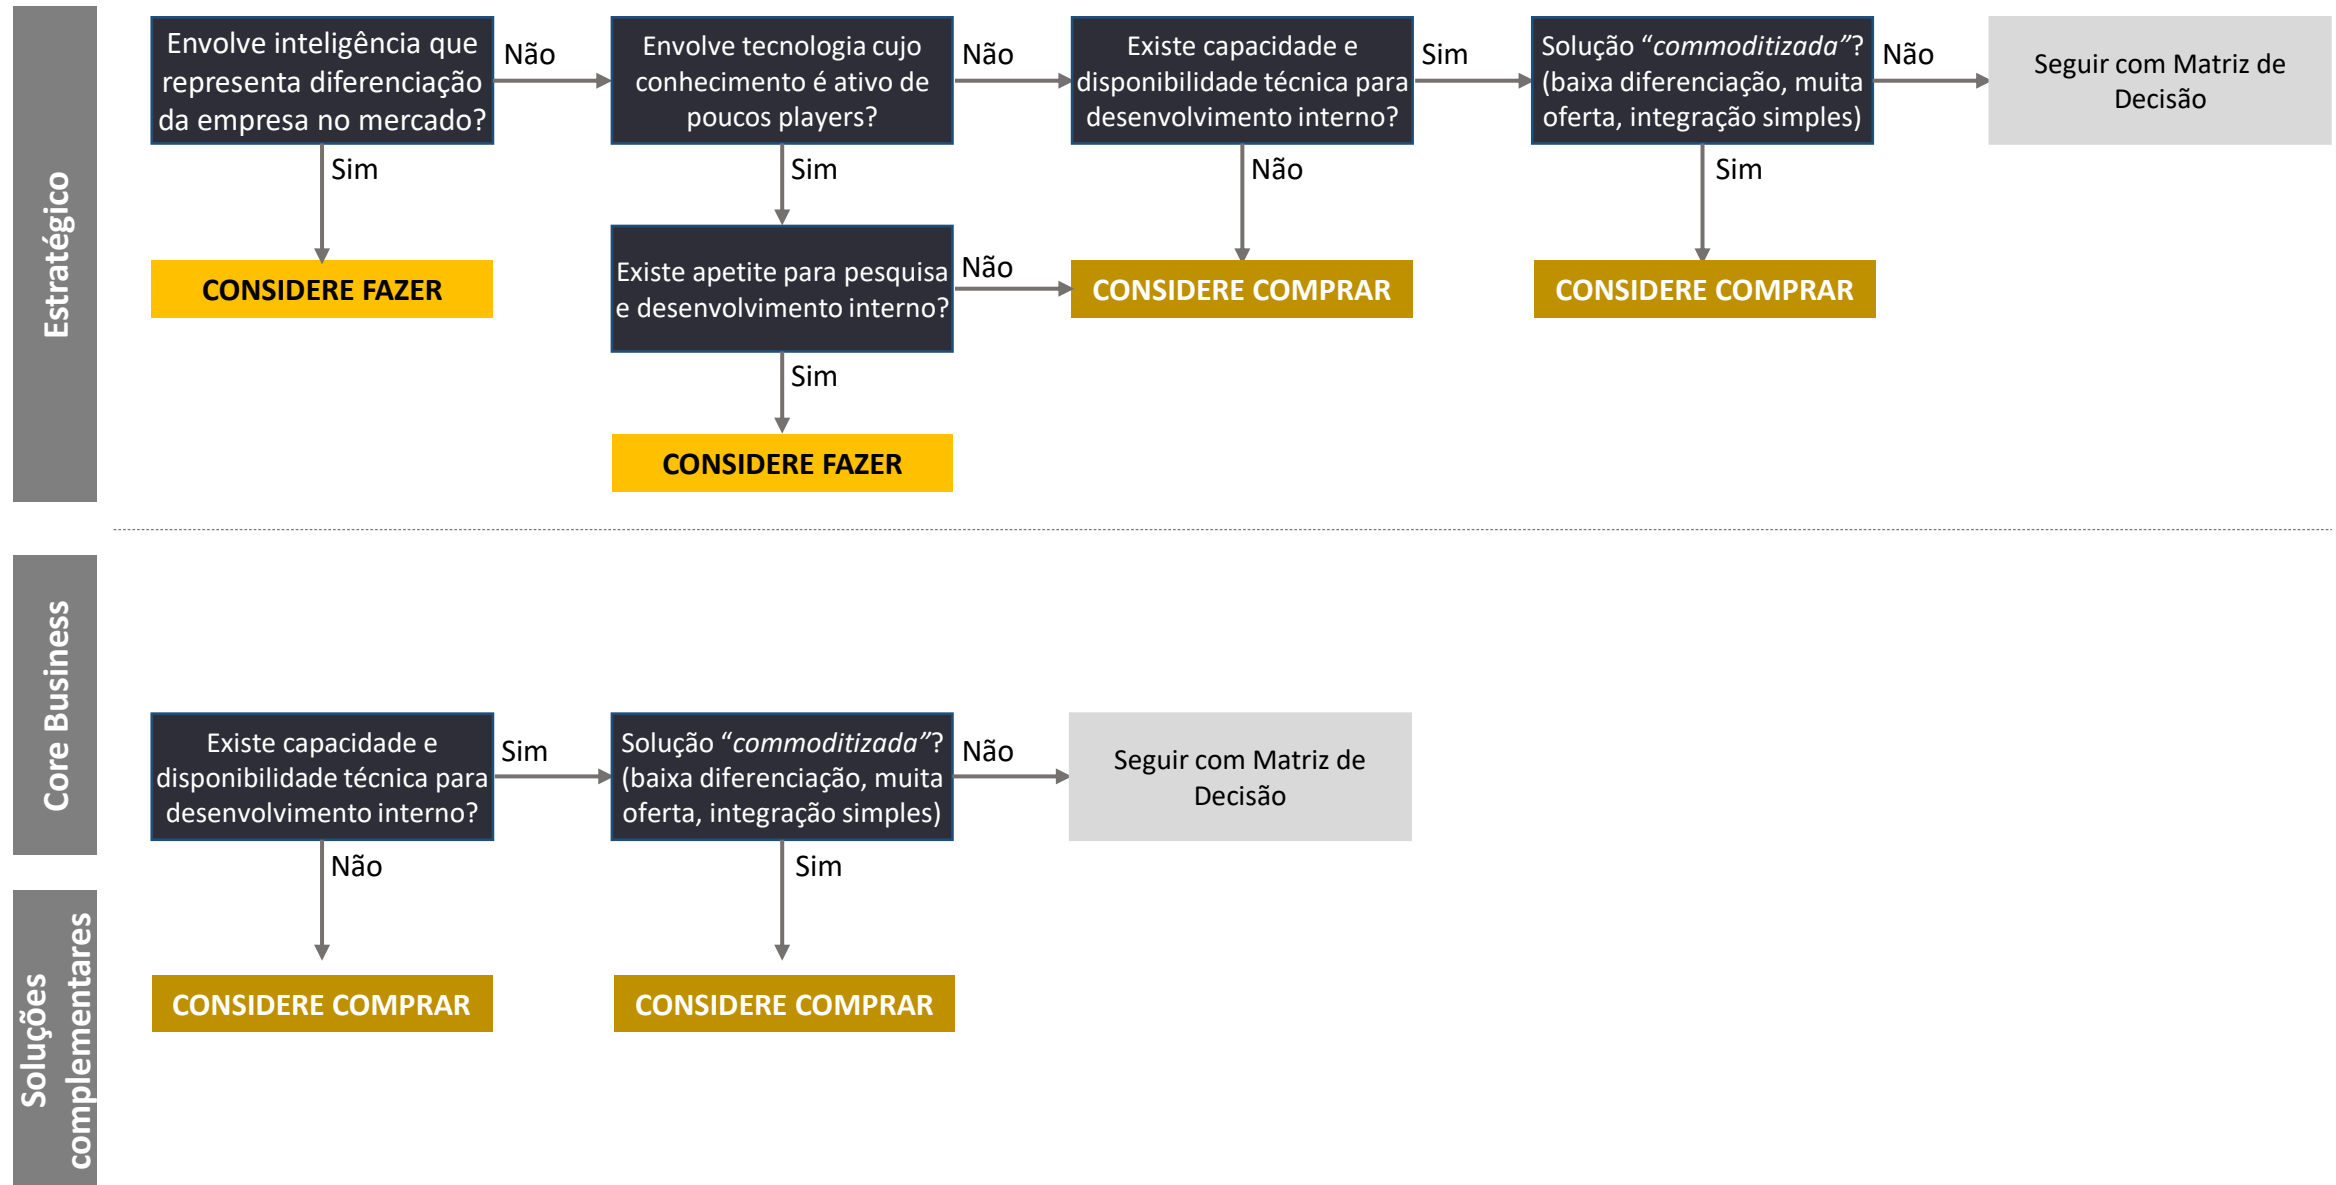 Estratégico
Envolve inteligência que
representa diferenciação
da empresa no mercado?
Não
Envolve tecnologia cujo
conhecimento é ativo de
poucos players?
Não
Existe capacidade e
disponibilidade técnica para
desenvolvimento interno?
Sim
Solução “commoditizada”?
(baixa diferenciação, muita
oferta, integração simples)
Não
Seguir com Matriz de
Decisão
Sim
Sim
Não
Sim
CONSIDERE FAZER
Existe apetite para pesquisa
e desenvolvimento interno?
Não
CONSIDERE COMPRAR
CONSIDERE COMPRAR
Sim
CONSIDERE FAZER
Core Business
Existe capacidade e
disponibilidade técnica para
desenvolvimento interno?
Sim
Solução “commoditizada”?
(baixa diferenciação, muita
oferta, integração simples)
Não
Seguir com Matriz de
Decisão
Não
Sim
Soluções
complementares
CONSIDERE COMPRAR
CONSIDERE COMPRAR